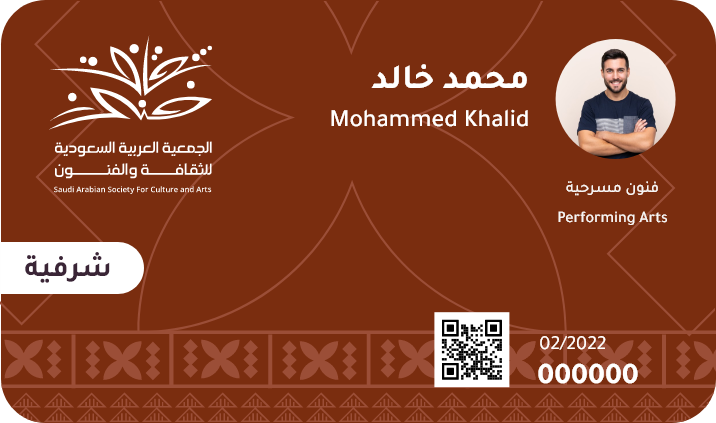 محمد خالد
Mohammed Khalid
الجمعية العربية السعودية
للثقافة والفنون
Saudi Arabian Society For Culture and Arts
فنون مسرحية
Performing Arts
شرفية
02/2022
000000